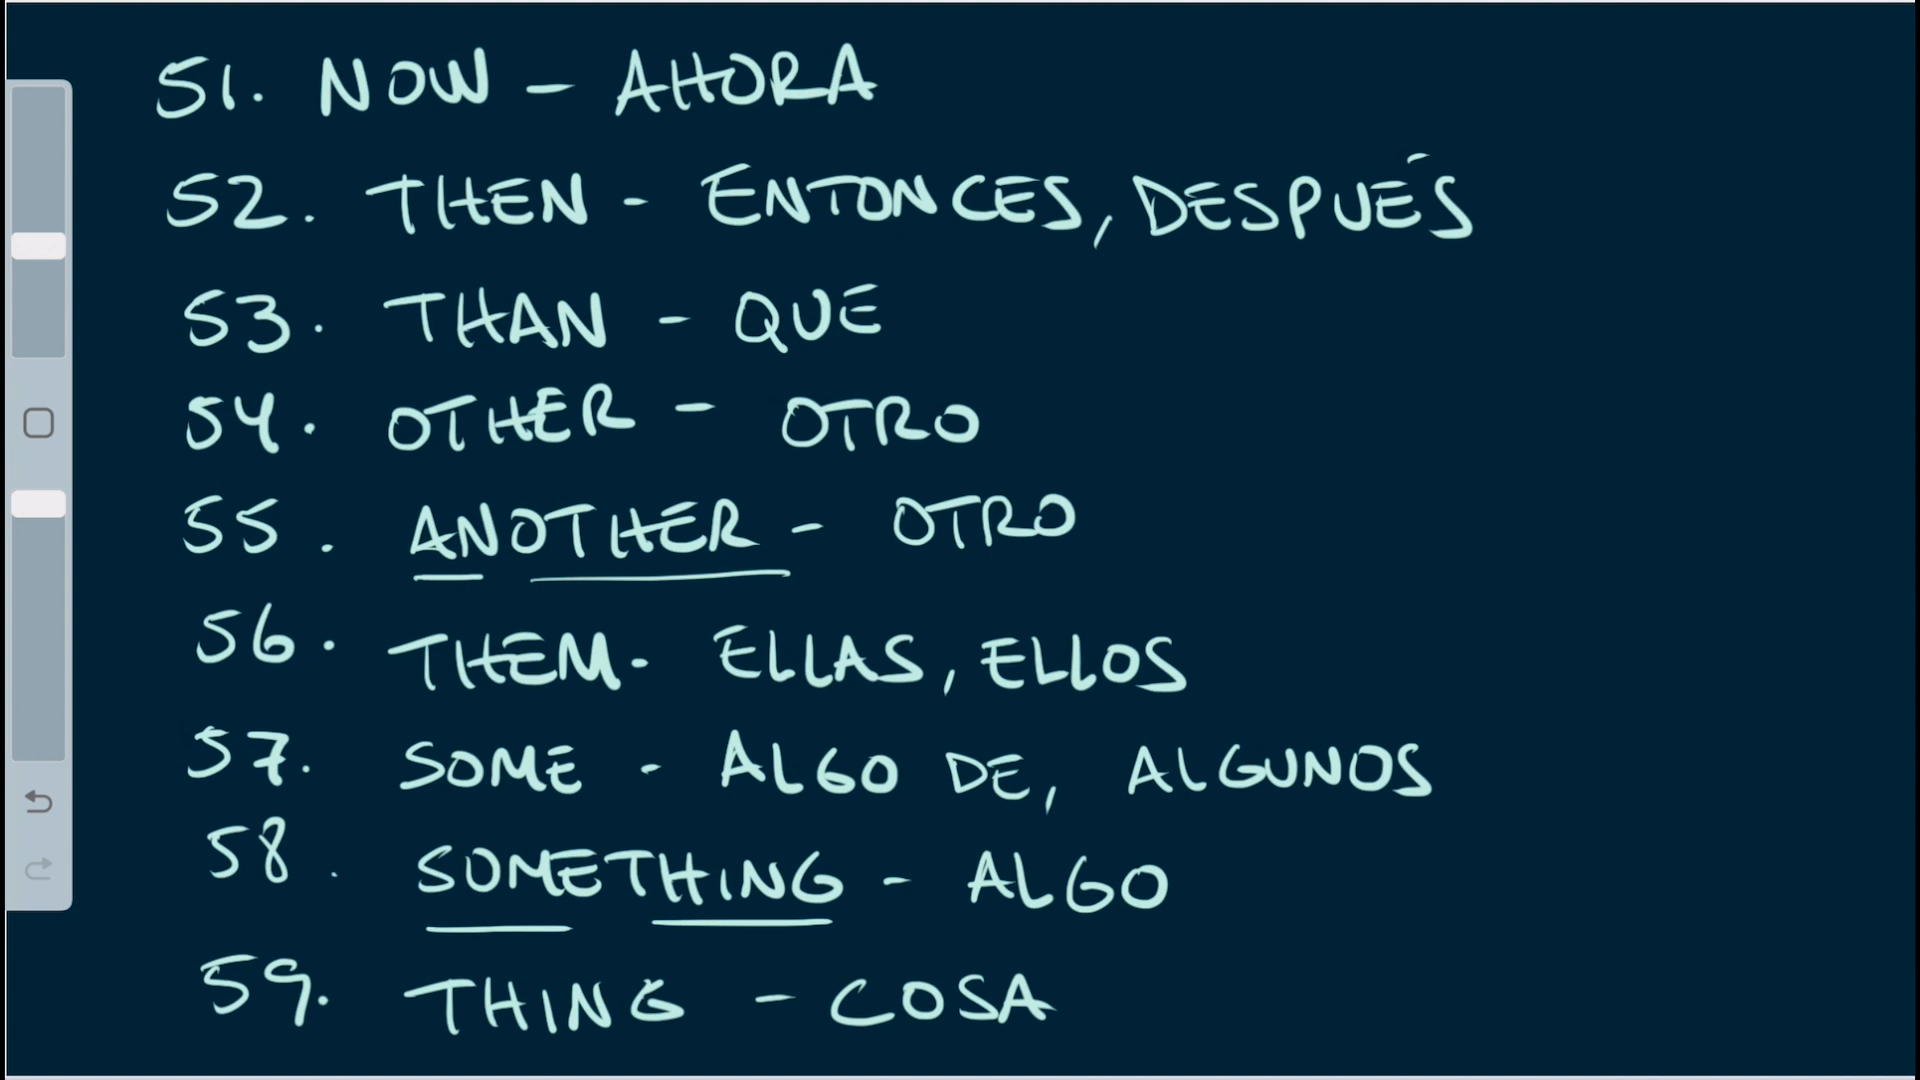 51. NOW - AHORA
52. THEN - ENTONCES, DESPUÉS
53. THAN - QUE
54. OTHER - OTRO
55. ANOTHER - OTRO
56. THEM - ELLAS, ELLOS
57. SOME - ALGO DE, ALGUNOS
58. SOMETHING - ALGO
59. THING - COSA